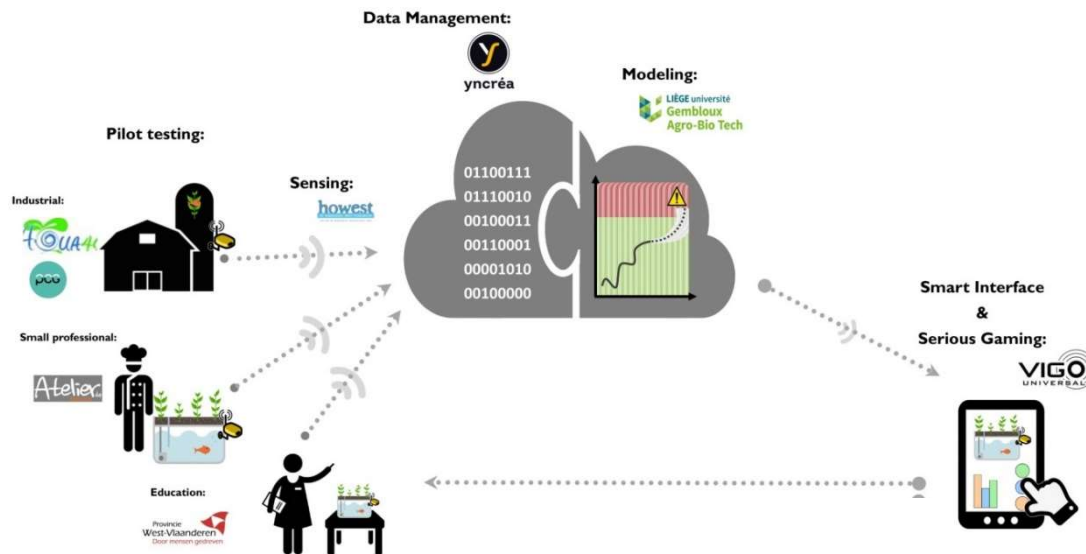 Data Management:
yncréa
Modeling:
LIÈGE université
Gembloux
Agro-Bio Tech
Pilot testing:
Sensing:
howest
Industrial:
pcg
01100111
01110010
00100011
00110001
00001010
00100000
Smart Interface
&
Serious Gaming:
VIGO
UNIVERSAL
Small professional:
Atelier
Education:
Provincie
West-Vlaanderen
Door mensen gedreven